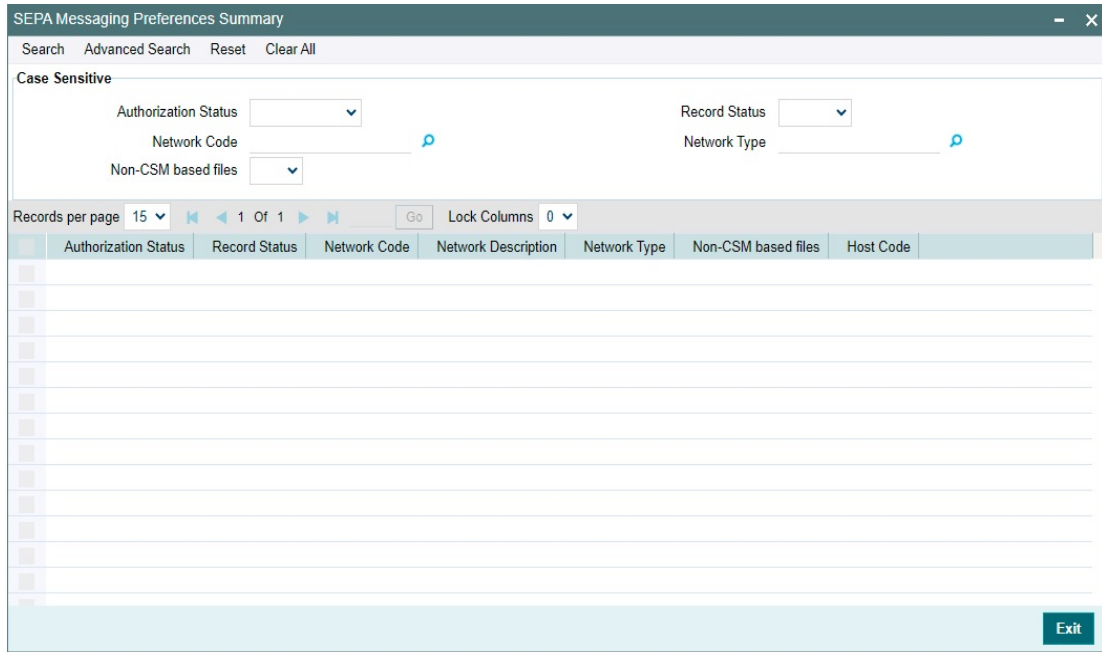 SEPA Messaging Preferences Summary
Search Advanced Search Reset Clear All
Case Sensitive
Authorization Status Record Status
Network Code Network Type
Non-CSM based files
Records per page 15 1 Of 1 Go Lock Columns 0
Authorization Status Record Status Network Code Network Description Network Type Non-CSM based files Host Code
Exit